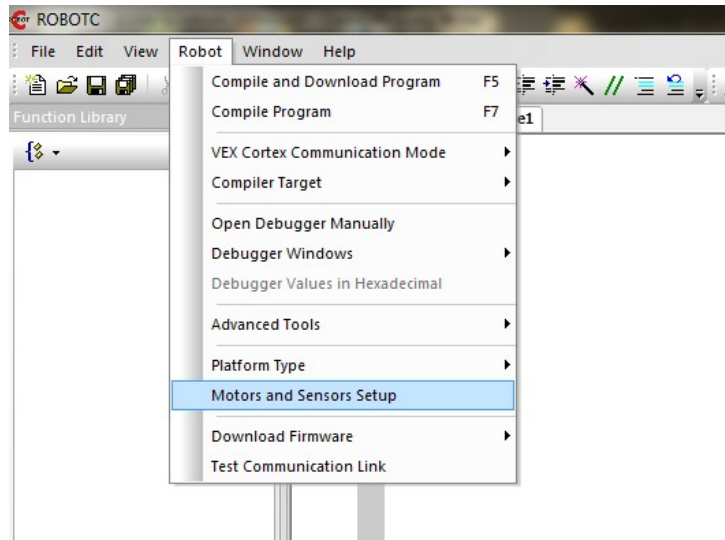 ROBOTC
File Edit View Robot Window Help
Function Library
e1
Compile and Download Program F5
Compile Program F7
VEX Cortex Communication Mode
Compiler Target
Open Debugger Manually
Debugger Windows
Debugger Values in Hexadecimal
Advanced Tools
Platform Type
Motors and Sensors Setup
Download Firmware
Test Communication Link